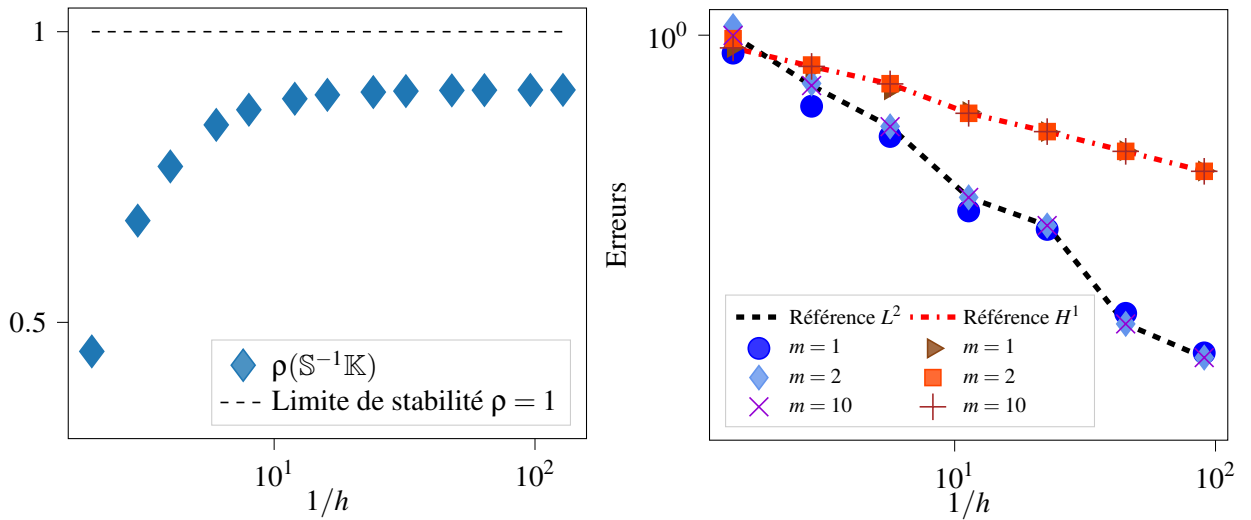 1
0.5
10¹
10²
1/h
ρ(𝕊⁻¹𝕂)
Limite de stabilité ρ = 1
10⁰
Erreurs
Référence L²
Référence H¹
m = 1
m = 1
m = 2
m = 2
m = 10
m = 10
10¹
10²
1/h